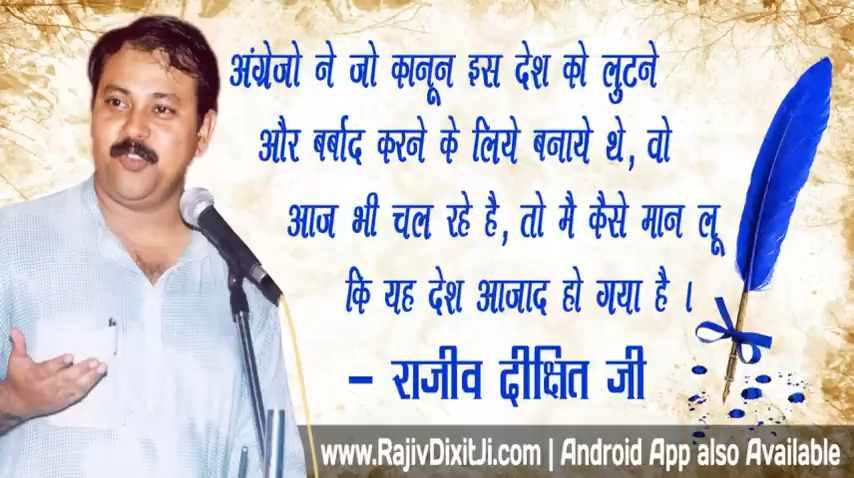 अंग्रेजो ने जो कानून इस देश को लुटने
और बर्बाद करने के लिये बनाये थे, वो
आज भी चल रहे है, तो मै कैसे मान लू
कि यह देश आजाद हो गया है ।
– राजीव दीक्षित जी
www.RajivDixitJi.com | Android App also Available